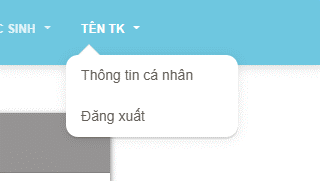 C SINH TÊN TK
Thông tin cá nhân
Đăng xuất